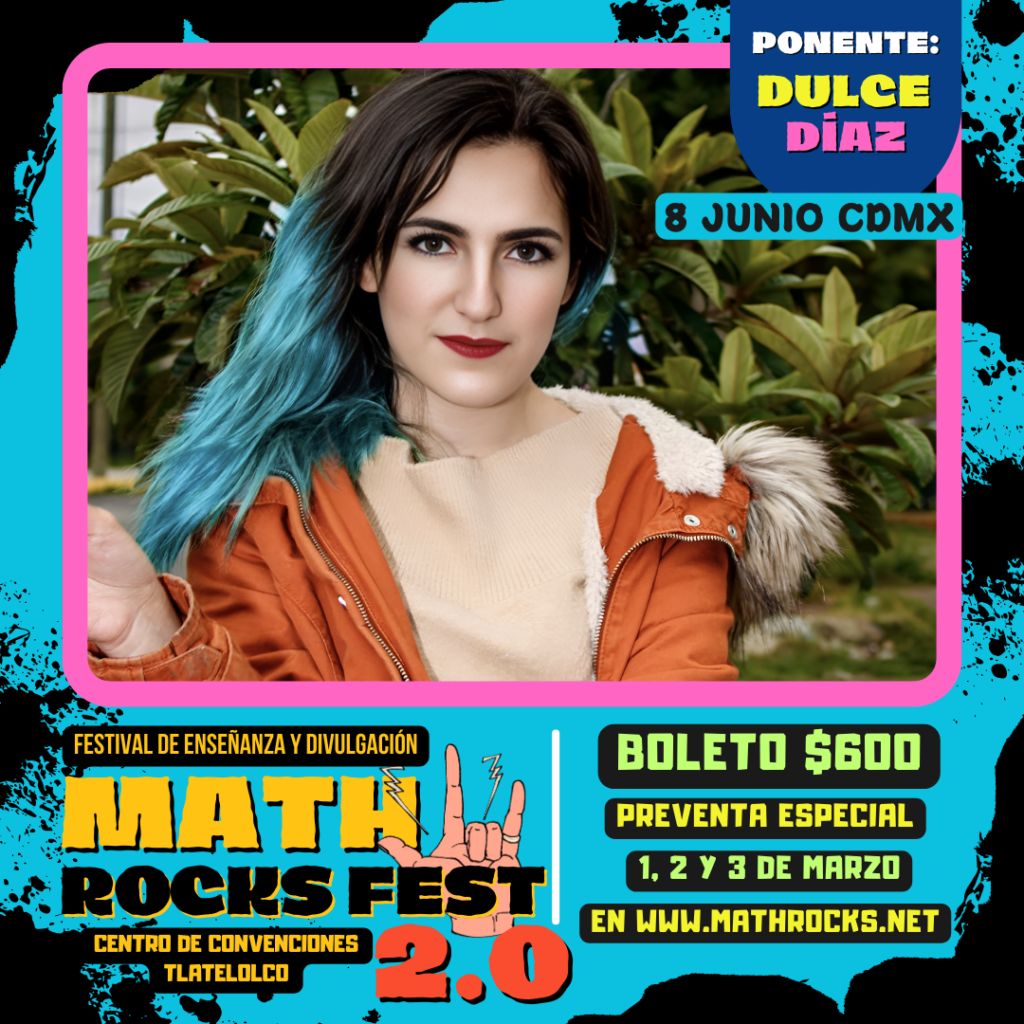 PONENTE:
DULCE
DÍAZ
8 JUNIO CDMX
FESTIVAL DE ENSEÑANZA Y DIVULGACIÓN
MATH
ROCKS FEST
2.0
CENTRO DE CONVENCIONES
TLATELOLCO
BOLETO $600
PREVENTA ESPECIAL
1, 2 Y 3 DE MARZO
EN WWW.MATHROCKS.NET